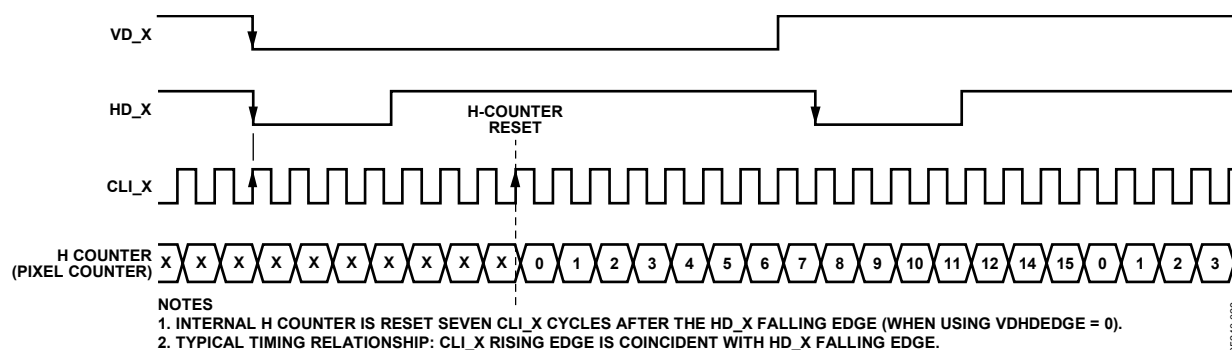 VD_X
HD_X
H-COUNTER
RESET
CLI_X
H COUNTER
(PIXEL COUNTER)
X X X X X X X X X 0 1 2 3 4 5 6 7 8 9 10 11 12 14 15 0 1 2 3
NOTES
1. INTERNAL H COUNTER IS RESET SEVEN CLI_X CYCLES AFTER THE HD_X FALLING EDGE (WHEN USING VDHDEDGE = 0).
2. TYPICAL TIMING RELATIONSHIP: CLI_X RISING EDGE IS COINCIDENT WITH HD_X FALLING EDGE.